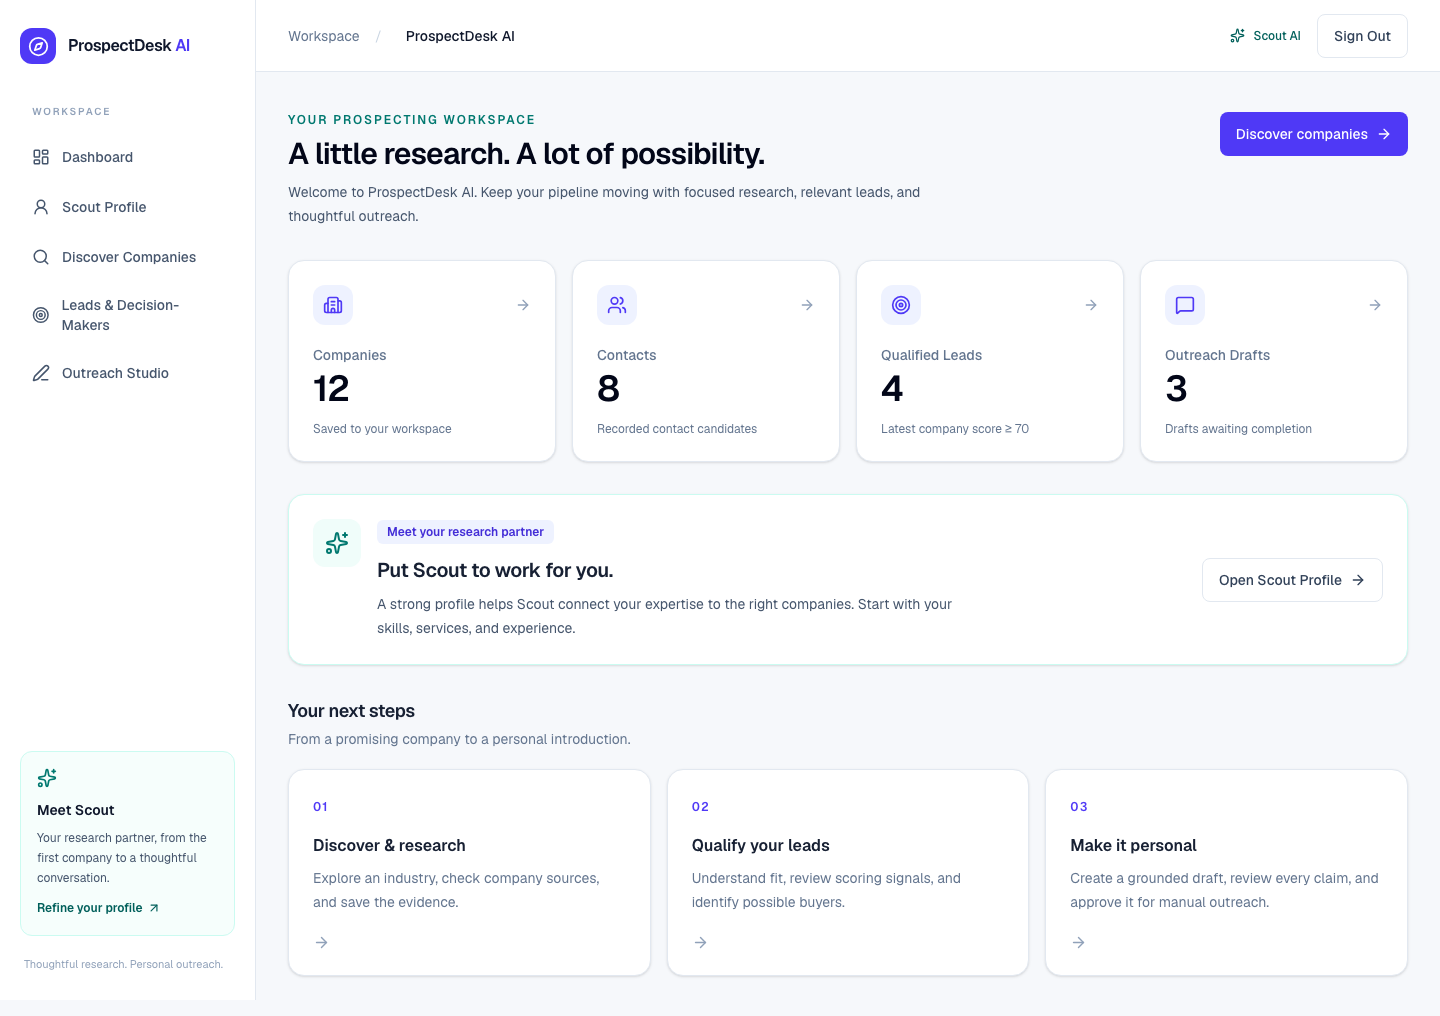 ProspectDesk AI
WORKSPACE
Dashboard
Scout Profile
Discover Companies
Leads & Decision-
Makers
Outreach Studio
Meet Scout
Your research partner, from the
first company to a thoughtful
conversation.
Refine your profile
Thoughtful research. Personal outreach.
Workspace / ProspectDesk AI
Scout AI
Sign Out
YOUR PROSPECTING WORKSPACE
A little research. A lot of possibility.
Welcome to ProspectDesk AI. Keep your pipeline moving with focused research, relevant leads, and
thoughtful outreach.
Discover companies
Companies
12
Saved to your workspace
Contacts
8
Recorded contact candidates
Qualified Leads
4
Latest company score ≥ 70
Outreach Drafts
3
Drafts awaiting completion
Meet your research partner
Put Scout to work for you.
A strong profile helps Scout connect your expertise to the right companies. Start with your
skills, services, and experience.
Open Scout Profile
Your next steps
From a promising company to a personal introduction.
01
Discover & research
Explore an industry, check company sources,
and save the evidence.
02
Qualify your leads
Understand fit, review scoring signals, and
identify possible buyers.
03
Make it personal
Create a grounded draft, review every claim, and
approve it for manual outreach.